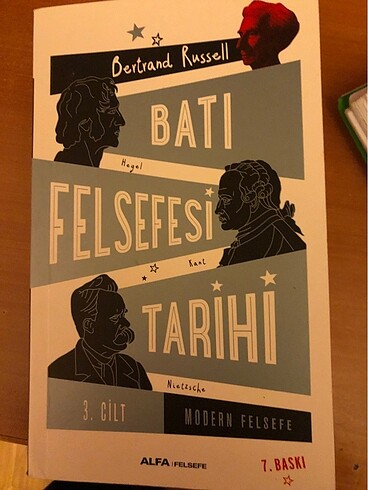 Bertrand Russell
BATI
Hegel
FELSEFESİ
Kant
TARİHİ
Nietzsche
3. CİLT
MODERN FELSEFE
ALFA | FELSEFE
7. BASKI